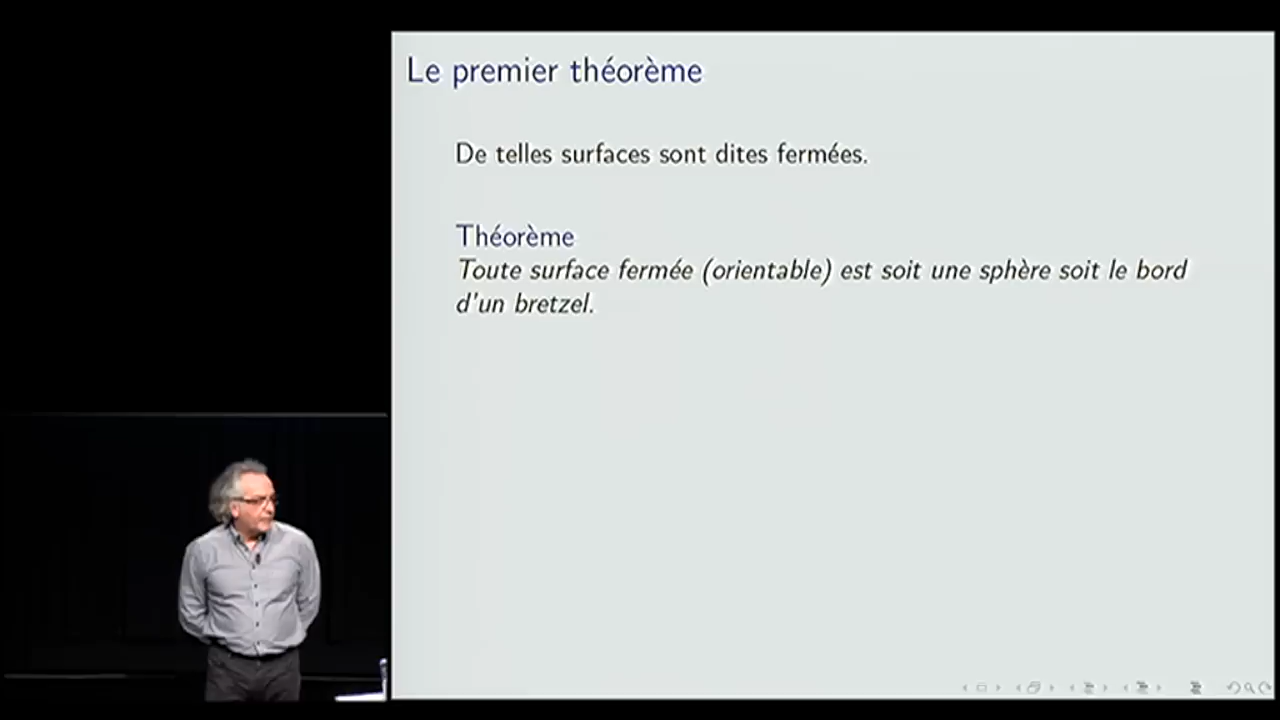 Le premier théorème
De telles surfaces sont dites fermées.
Théorème
Toute surface fermée (orientable) est soit une sphère soit le bord
d'un bretzel.